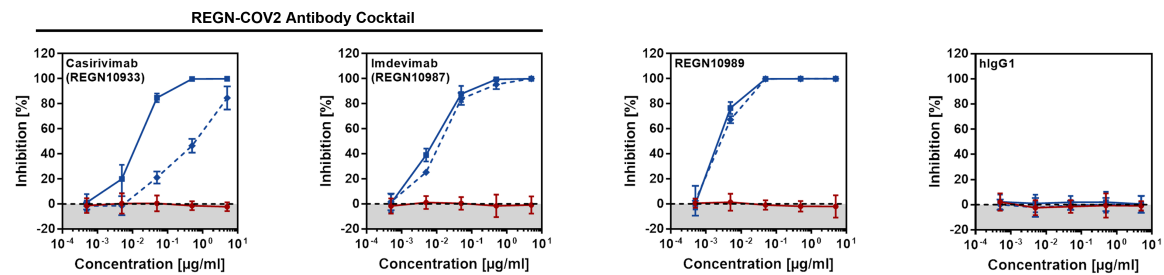 REGN-COV2 Antibody Cocktail
Casirivimab
(REGN10933)
Inhibition [%]
120
100
80
60
40
20
0
-20
10⁻⁴ 10⁻³ 10⁻² 10⁻¹ 10⁰ 10¹
Concentration [µg/ml]
Imdevimab
(REGN10987)
Inhibition [%]
120
100
80
60
40
20
0
-20
10⁻⁴ 10⁻³ 10⁻² 10⁻¹ 10⁰ 10¹
Concentration [µg/ml]
REGN10989
Inhibition [%]
120
100
80
60
40
20
0
-20
10⁻⁴ 10⁻³ 10⁻² 10⁻¹ 10⁰ 10¹
Concentration [µg/ml]
hIgG1
Inhibition [%]
120
100
80
60
40
20
0
-20
10⁻⁴ 10⁻³ 10⁻² 10⁻¹ 10⁰ 10¹
Concentration [µg/ml]